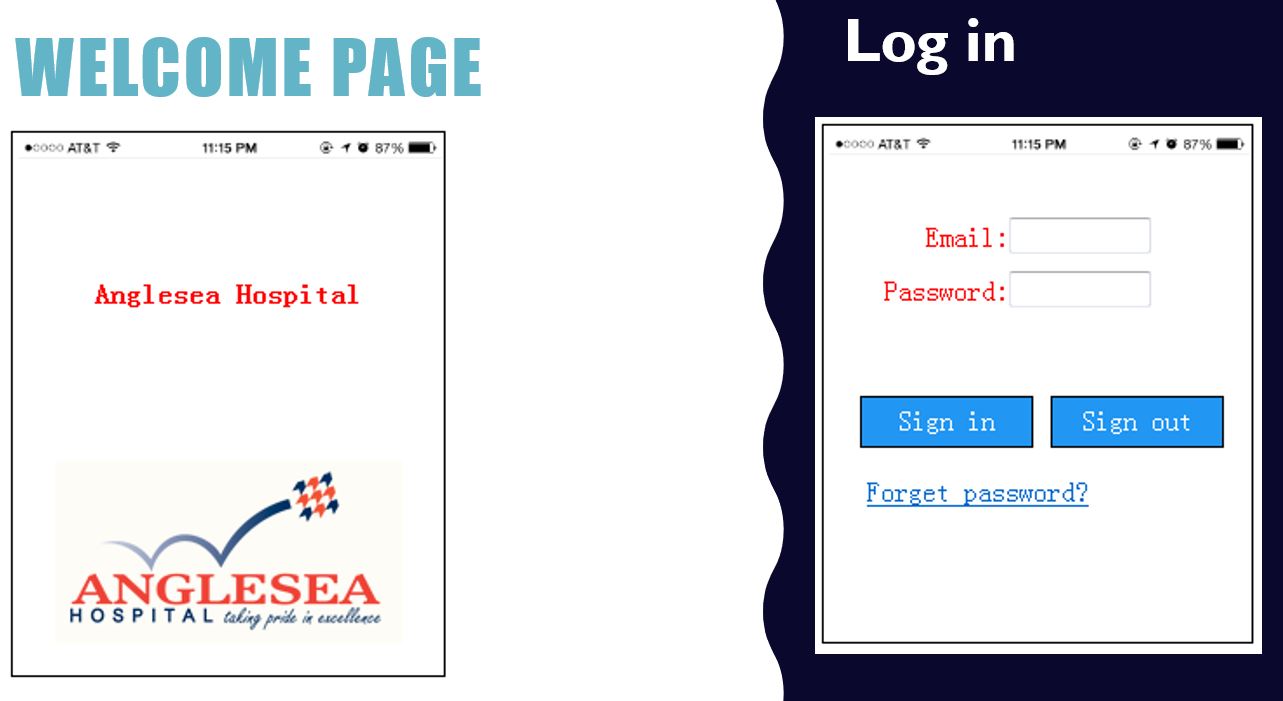 WELCOME PAGE
AT&T 11:15 PM 87%
Anglesea Hospital
ANGLESEA
HOSPITAL taking pride in excellence
Log in
AT&T 11:15 PM 87%
Email:
Password:
Sign in Sign out
Forget password?